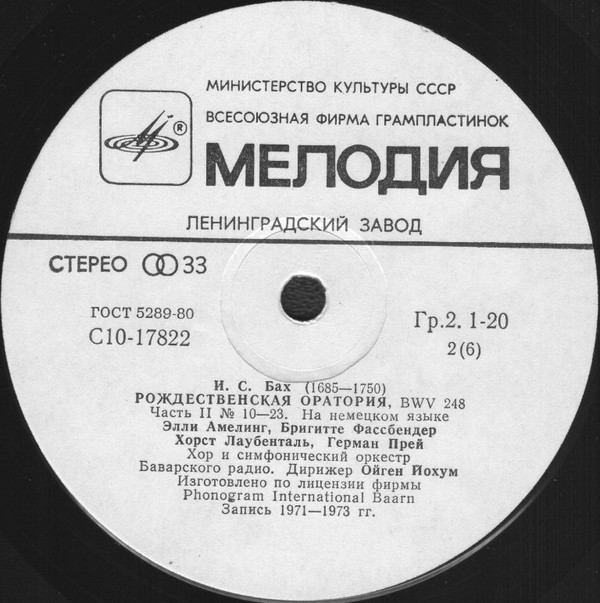 МИНИСТЕРСТВО КУЛЬТУРЫ СССР
ВСЕСОЮЗНАЯ ФИРМА ГРАМПЛАСТИНОК
®
МЕЛОДИЯ
ЛЕНИНГРАДСКИЙ ЗАВОД
СТЕРЕО 33
ГОСТ 5289-80
С10-17822
Гр.2. 1-20
2(6)
И. С. Бах (1685—1750)
РОЖДЕСТВЕНСКАЯ ОРАТОРИЯ, BWV 248
Часть II № 10—23. На немецком языке
Элли Амелинг, Бригитте Фассбендер
Хорст Лаубенталь, Герман Прей
Хор и симфонический оркестр
Баварского радио. Дирижер Ойген Йохум
Изготовлено по лицензии фирмы
Phonogram International Baarn
Запись 1971—1973 гг.